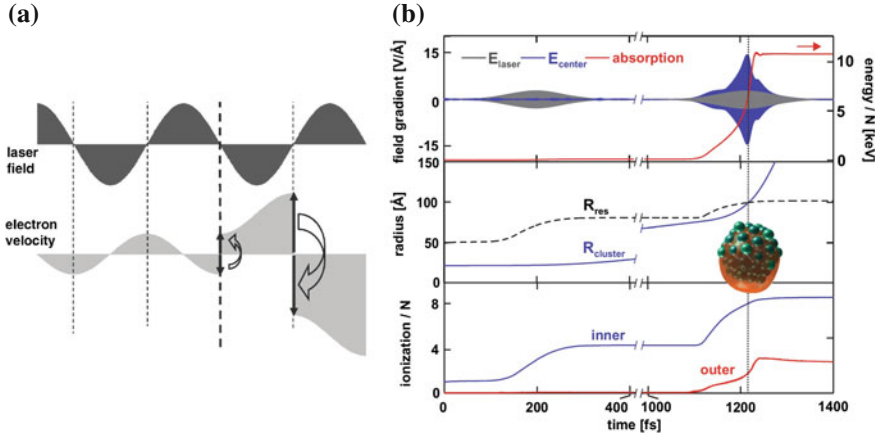 (a)
laser
field
electron
velocity
(b)
field gradient [V/Å]
15
0
-15
E_laser E_center absorption
energy / N [keV]
10
5
0
radius [Å]
150
100
50
0
R_res
R_cluster
ionization / N
8
4
0
inner
outer
0 200 400 1000 1200 1400
time [fs]